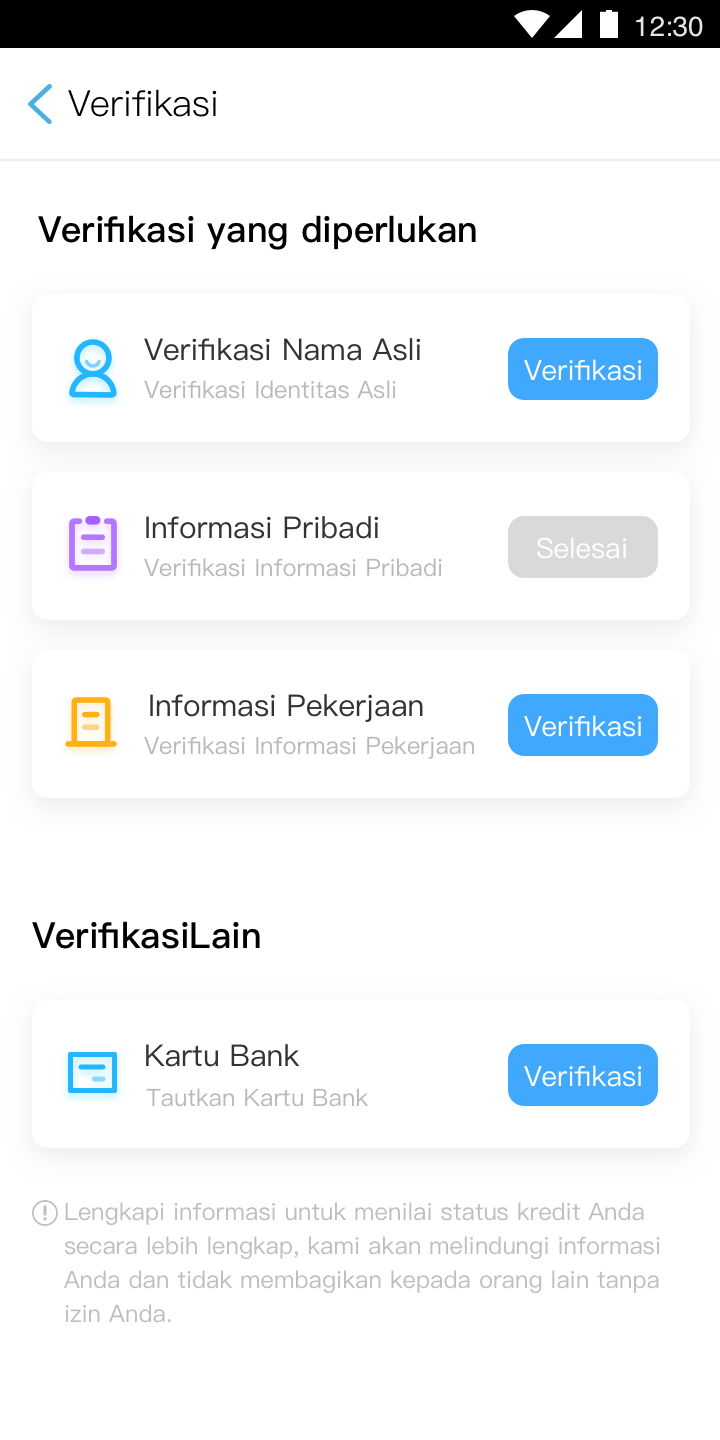 12:30
Verifikasi
Verifikasi yang diperlukan
Verifikasi Nama Asli
Verifikasi Identitas Asli
Verifikasi
Informasi Pribadi
Verifikasi Informasi Pribadi
Selesai
Informasi Pekerjaan
Verifikasi Informasi Pekerjaan
Verifikasi
VerifikasiLain
Kartu Bank
Tautkan Kartu Bank
Verifikasi
Lengkapi informasi untuk menilai status kredit Anda
secara lebih lengkap, kami akan melindungi informasi
Anda dan tidak membagikan kepada orang lain tanpa
izin Anda.